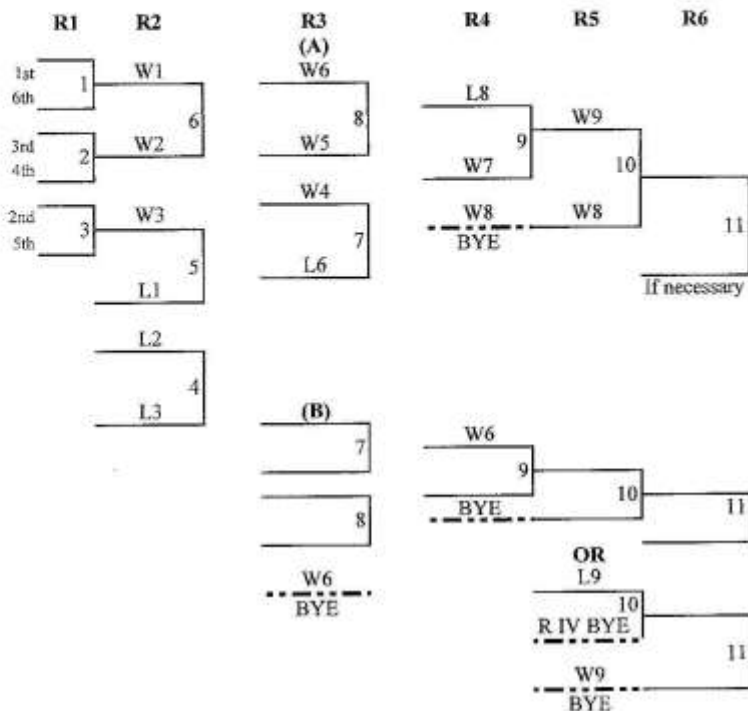 R1 R2 R3 R4 R5 R6
(A)
1st
6th
1
W1
3rd
4th
2
W2
6
2nd
5th
3
W3
L1
5
L2
L3
4
W6
W5
8
W4
L6
7
L8
W7
9
W8
BYE
W9
W8
10
11
If necessary
(B)
7
8
W6
BYE
W6
9
BYE
10
11
OR
L9
10
R IV BYE
W9
BYE
11